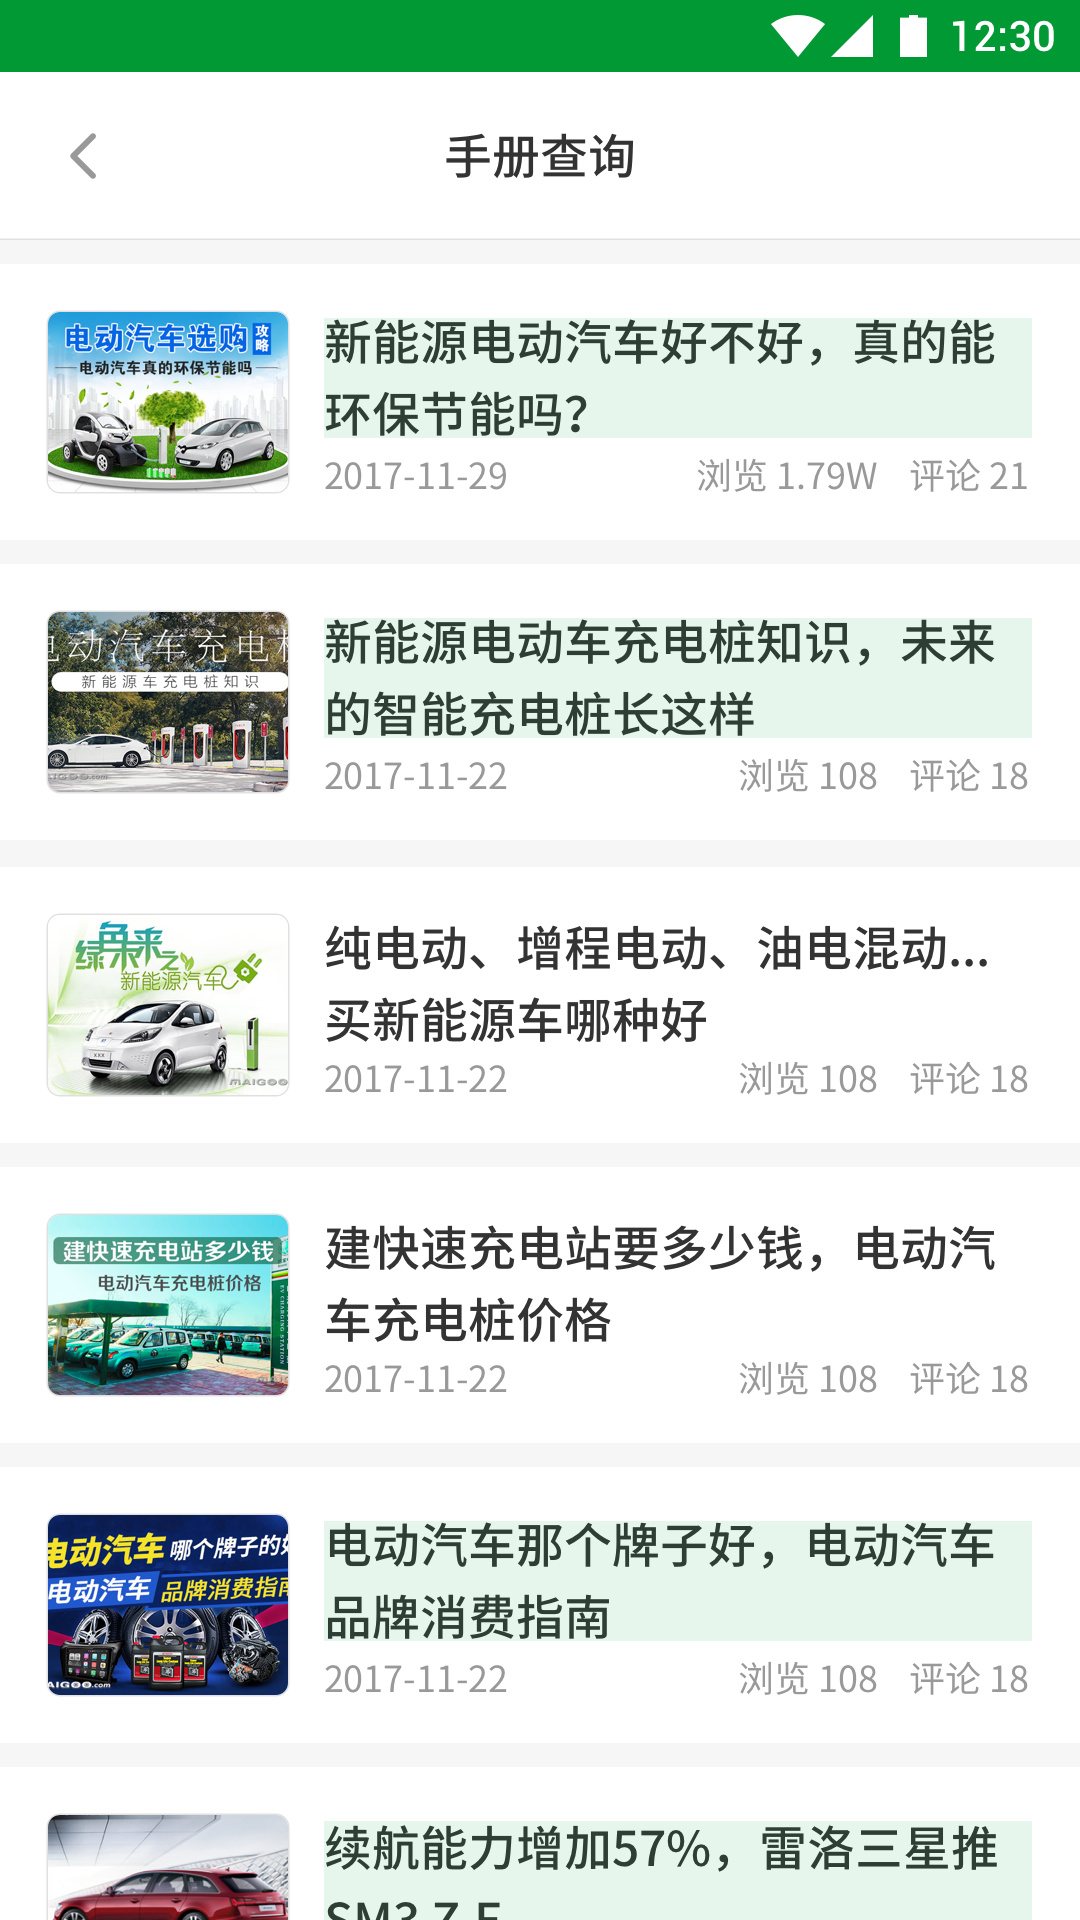 12:30
手册查询
电动汽车选购攻略
电动汽车真的环保节能吗
新能源电动汽车好不好，真的能
环保节能吗？
2017-11-29 浏览 1.79W 评论 21
电动汽车充电桩
新能源车充电桩知识
MAIGOO.com
新能源电动车充电桩知识，未来
的智能充电桩长这样
2017-11-22 浏览 108 评论 18
绿色未来之
新能源汽车
MAIGOO
纯电动、增程电动、油电混动...
买新能源车哪种好
2017-11-22 浏览 108 评论 18
建快速充电站多少钱
电动汽车充电桩价格
EV CHARGING STATION
建快速充电站要多少钱，电动汽
车充电桩价格
2017-11-22 浏览 108 评论 18
电动汽车 哪个牌子的好
电动汽车 品牌消费指南
MAIGOO.com
电动汽车那个牌子好，电动汽车
品牌消费指南
2017-11-22 浏览 108 评论 18
续航能力增加57%，雷洛三星推
SM3 Z.E